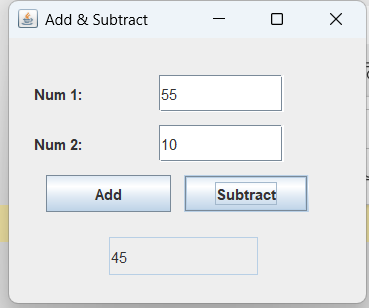 Add & Subtract
Num 1: 55
Num 2: 10
Add Subtract
45